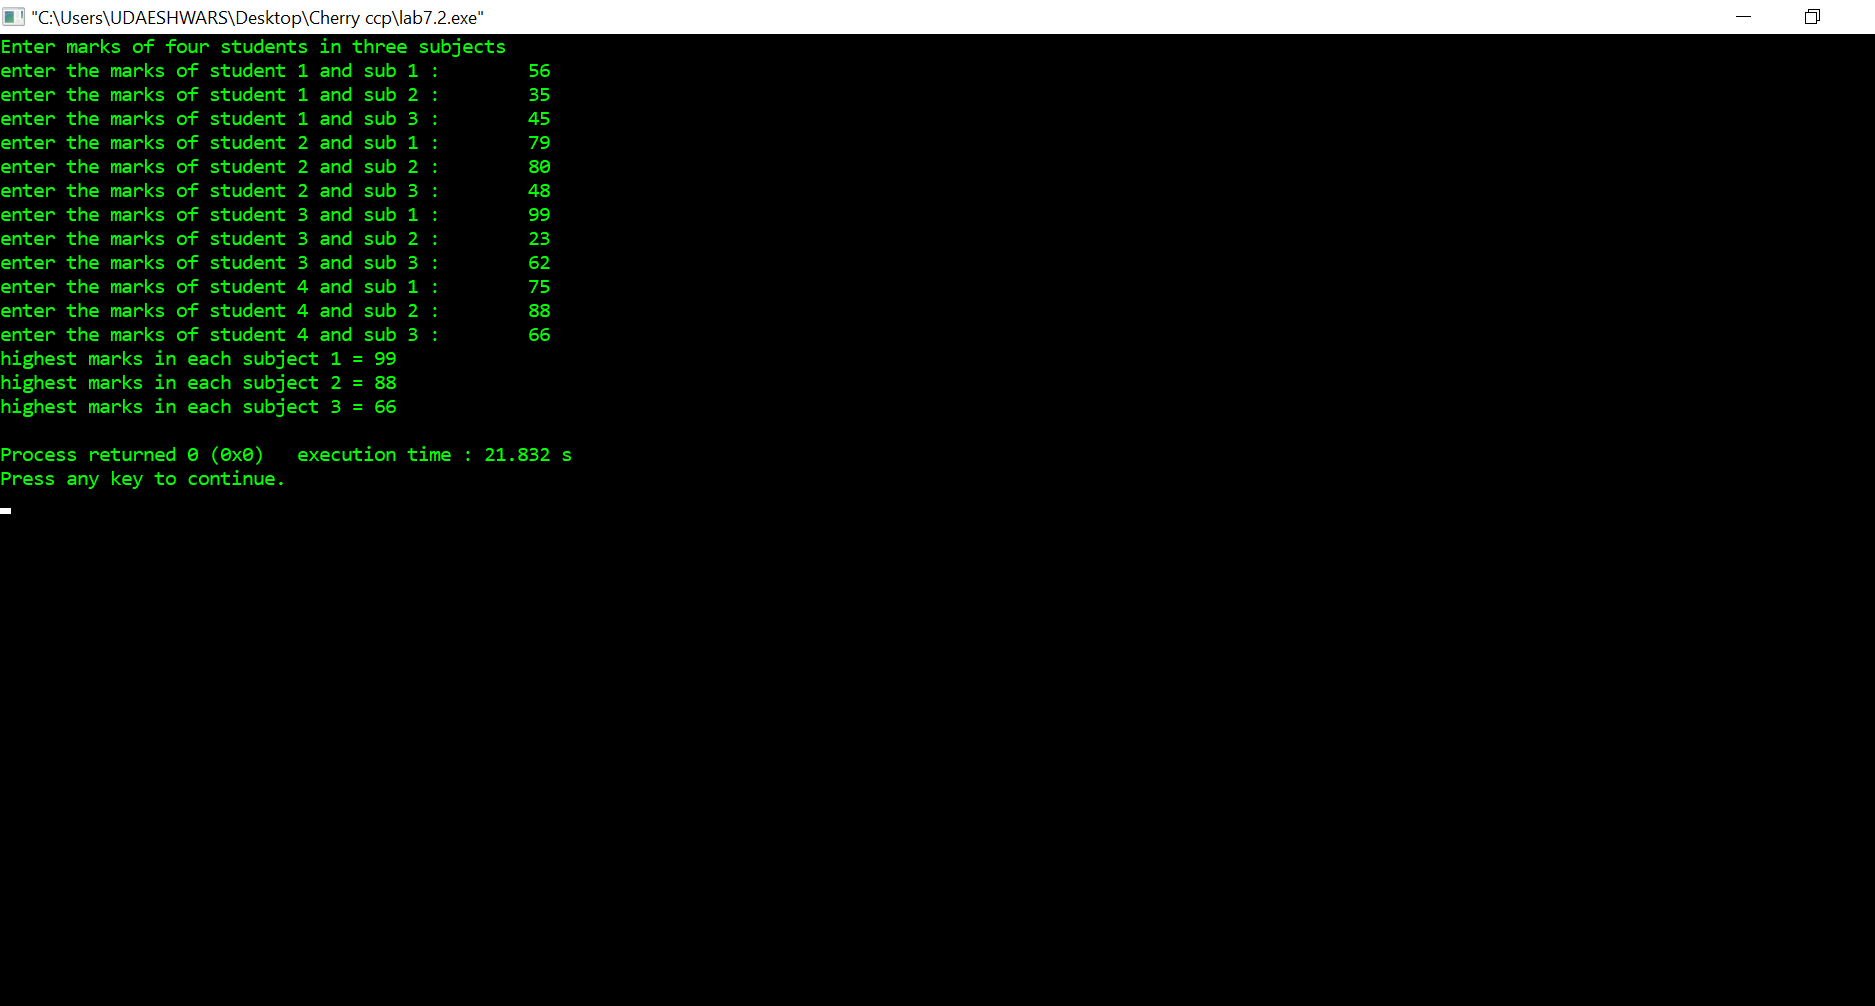 "C:\Users\UDAESHWARS\Desktop\Cherry ccp\lab7.2.exe"
Enter marks of four students in three subjects
enter the marks of student 1 and sub 1 :        56
enter the marks of student 1 and sub 2 :        35
enter the marks of student 1 and sub 3 :        45
enter the marks of student 2 and sub 1 :        79
enter the marks of student 2 and sub 2 :        80
enter the marks of student 2 and sub 3 :        48
enter the marks of student 3 and sub 1 :        99
enter the marks of student 3 and sub 2 :        23
enter the marks of student 3 and sub 3 :        62
enter the marks of student 4 and sub 1 :        75
enter the marks of student 4 and sub 2 :        88
enter the marks of student 4 and sub 3 :        66
highest marks in each subject 1 = 99
highest marks in each subject 2 = 88
highest marks in each subject 3 = 66
Process returned 0 (0x0)   execution time : 21.832 s
Press any key to continue.